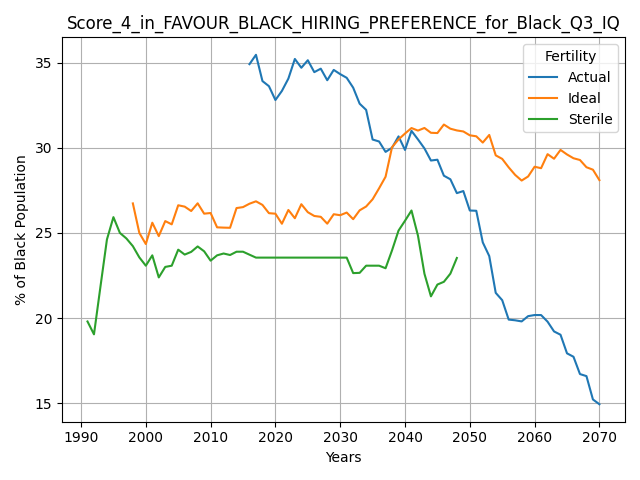 Score_4_in_FAVOUR_BLACK_HIRING_PREFERENCE_for_Black_Q3_IQ
Fertility
Actual
Ideal
Sterile
% of Black Population
35
30
25
20
15
1990 2000 2010 2020 2030 2040 2050 2060 2070
Years